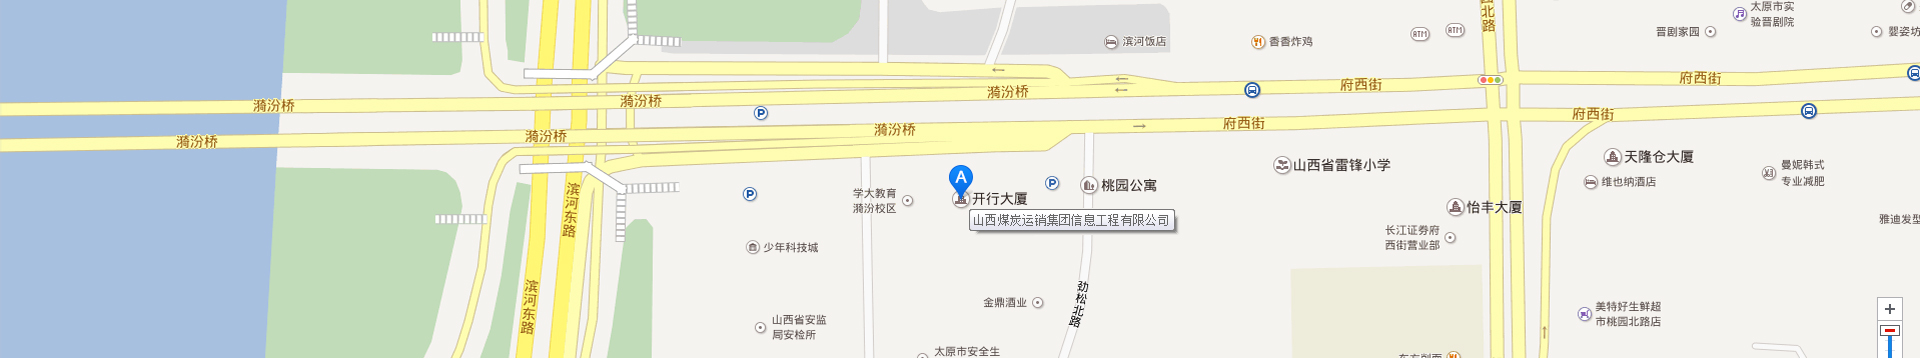 太原市实
验晋剧院
园北路
晋剧家园
婴姿坊
滨河饭店
香香炸鸡
ATM
ATM
漪汾桥
漪汾桥
漪汾桥
府西街
府西街
P
漪汾桥
漪汾桥
漪汾桥
府西街
府西街
山西省雷锋小学
天隆仓大厦
曼妮韩式
专业减肥
维也纳酒店
A
P
P
桃园公寓
学大教育
漪汾校区
开行大厦
山西煤炭运销集团信息工程有限公司
怡丰大厦
雅迪发型
长江证券府
西街营业部
滨河东路
少年科技城
滨河东路
金鼎酒业
劲松北路
美特好生鲜超
市桃园北路店
山西省安监
局安检所
太原市安全生
+